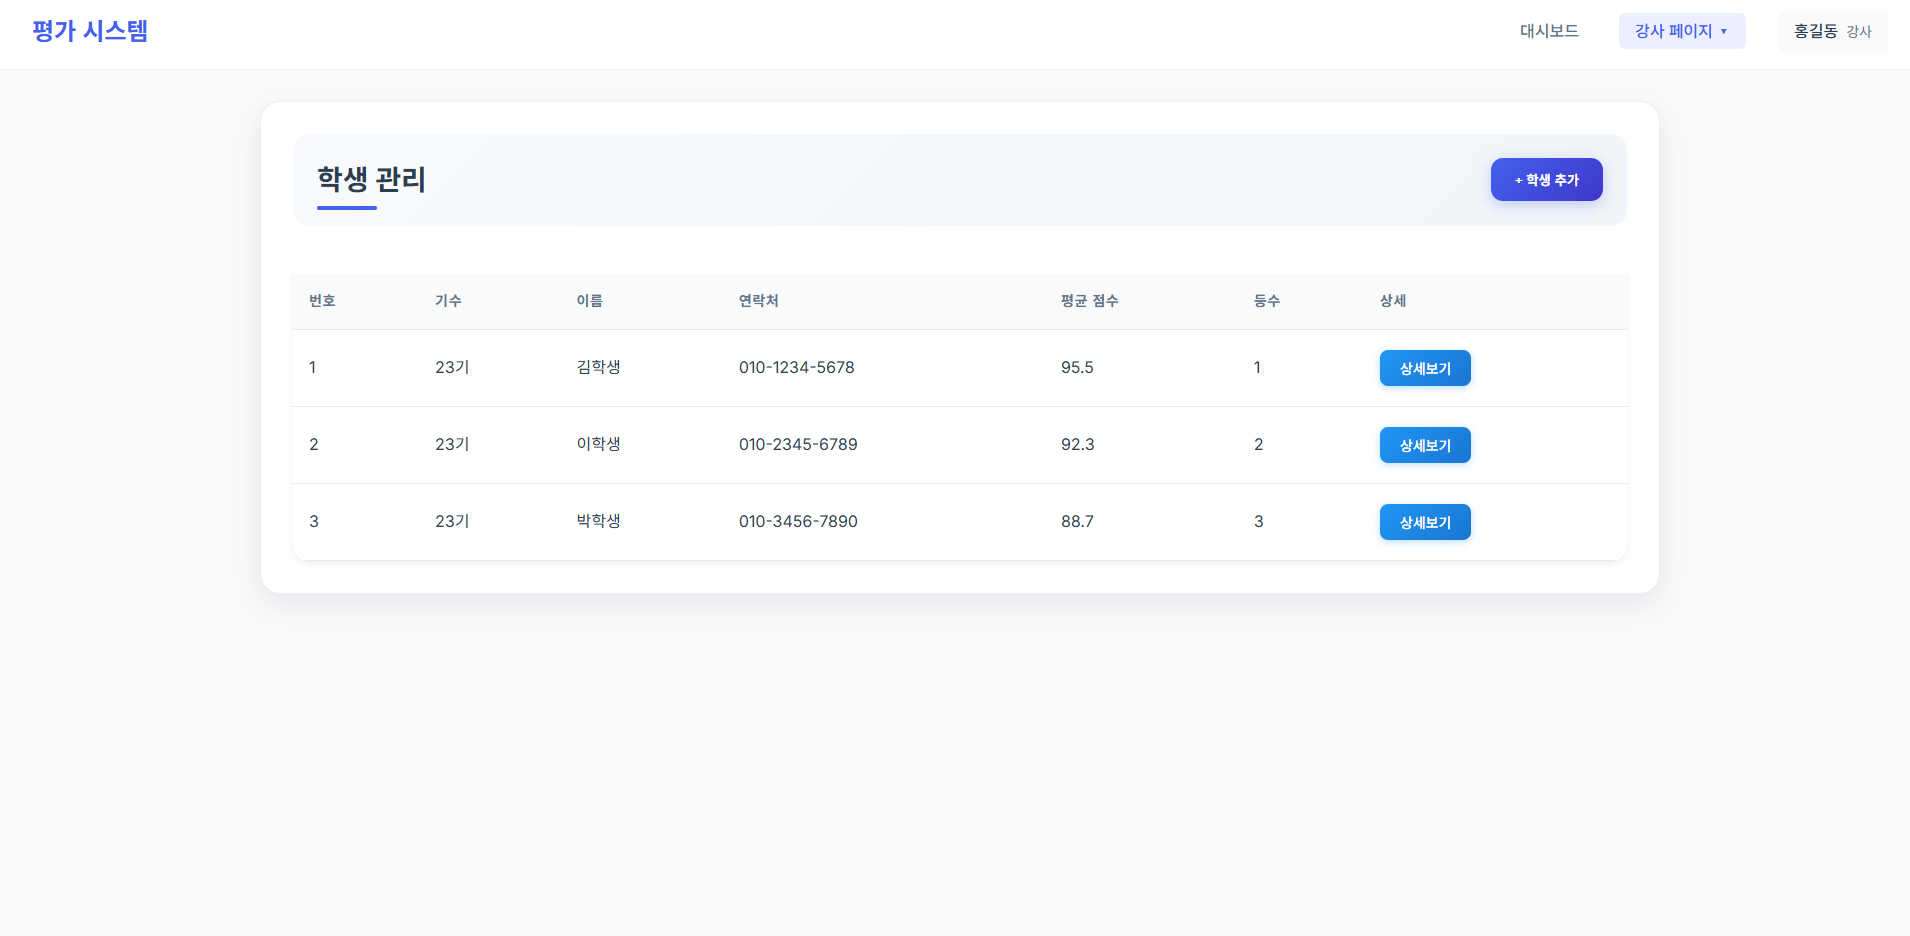 평가 시스템
대시보드 강사 페이지 ▼ 홍길동 강사
학생 관리
+ 학생 추가
번호 기수 이름 연락처 평균 점수 등수 상세
1 23기 김학생 010-1234-5678 95.5 1 상세보기
2 23기 이학생 010-2345-6789 92.3 2 상세보기
3 23기 박학생 010-3456-7890 88.7 3 상세보기